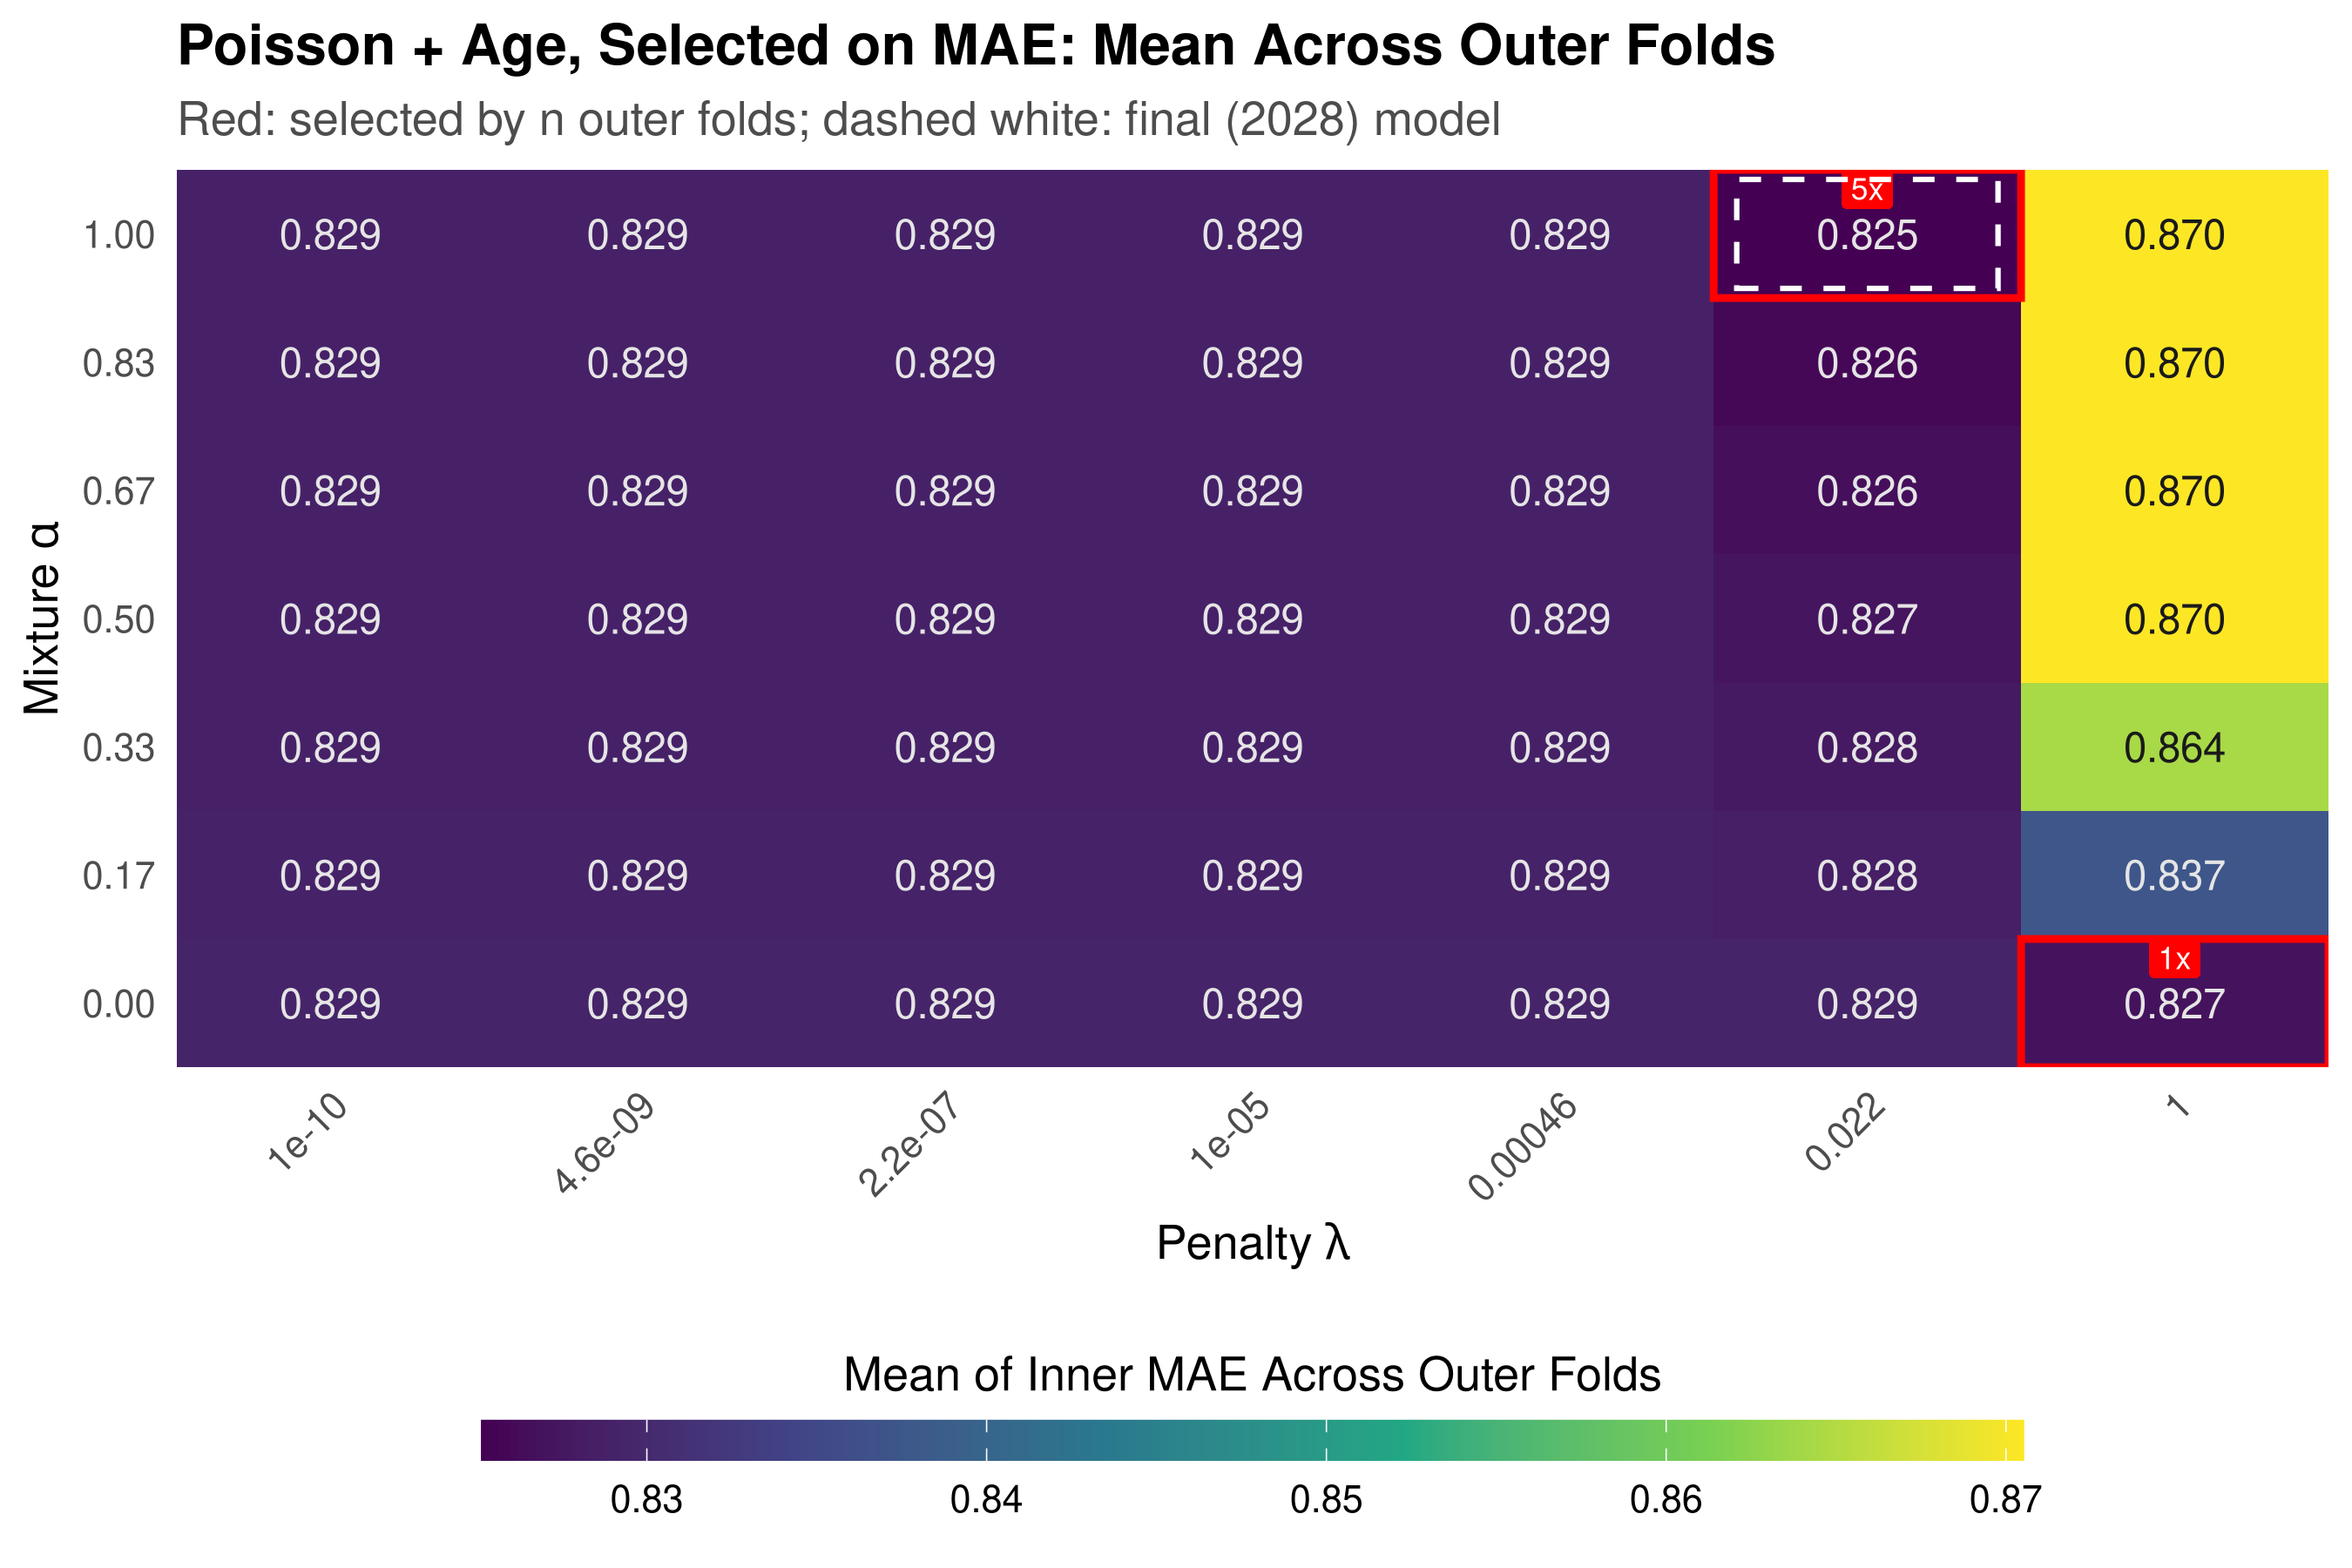 Poisson + Age, Selected on MAE: Mean Across Outer Folds
Red: selected by n outer folds; dashed white: final (2028) model
Mixture α
1.00 0.829 0.829 0.829 0.829 0.829 5x 0.825 0.870
0.83 0.829 0.829 0.829 0.829 0.829 0.826 0.870
0.67 0.829 0.829 0.829 0.829 0.829 0.826 0.870
0.50 0.829 0.829 0.829 0.829 0.829 0.827 0.870
0.33 0.829 0.829 0.829 0.829 0.829 0.828 0.864
0.17 0.829 0.829 0.829 0.829 0.829 0.828 0.837
0.00 0.829 0.829 0.829 0.829 0.829 0.829 1x 0.827
1e-10 4.6e-09 2.2e-07 1e-05 0.00046 0.022 1
Penalty λ
Mean of Inner MAE Across Outer Folds
0.83 0.84 0.85 0.86 0.87